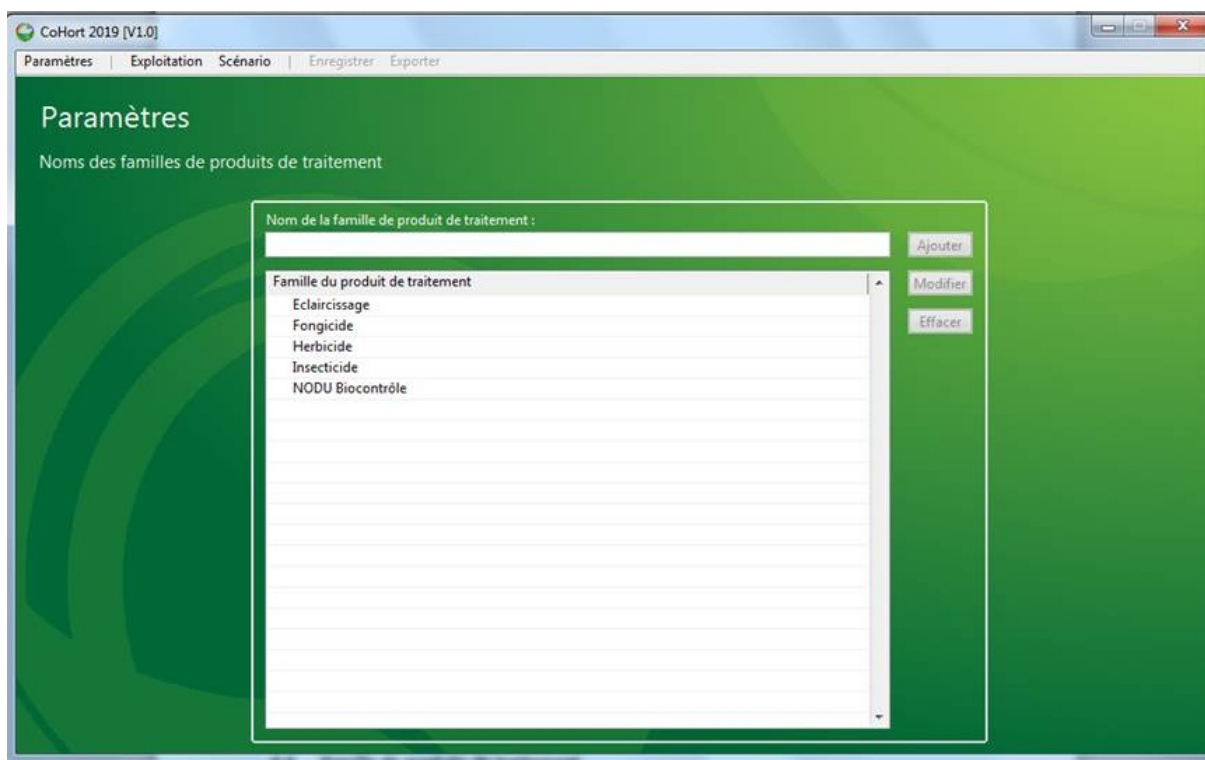 CoHort 2019 [V1.0]
Paramètres | Exploitation Scénario | Enregistrer Exporter
Paramètres
Noms des familles de produits de traitement
Nom de la famille de produit de traitement :
Ajouter
Famille du produit de traitement
Modifier
Eclaircissage
Effacer
Fongicide
Herbicide
Insecticide
NODU Biocontrôle